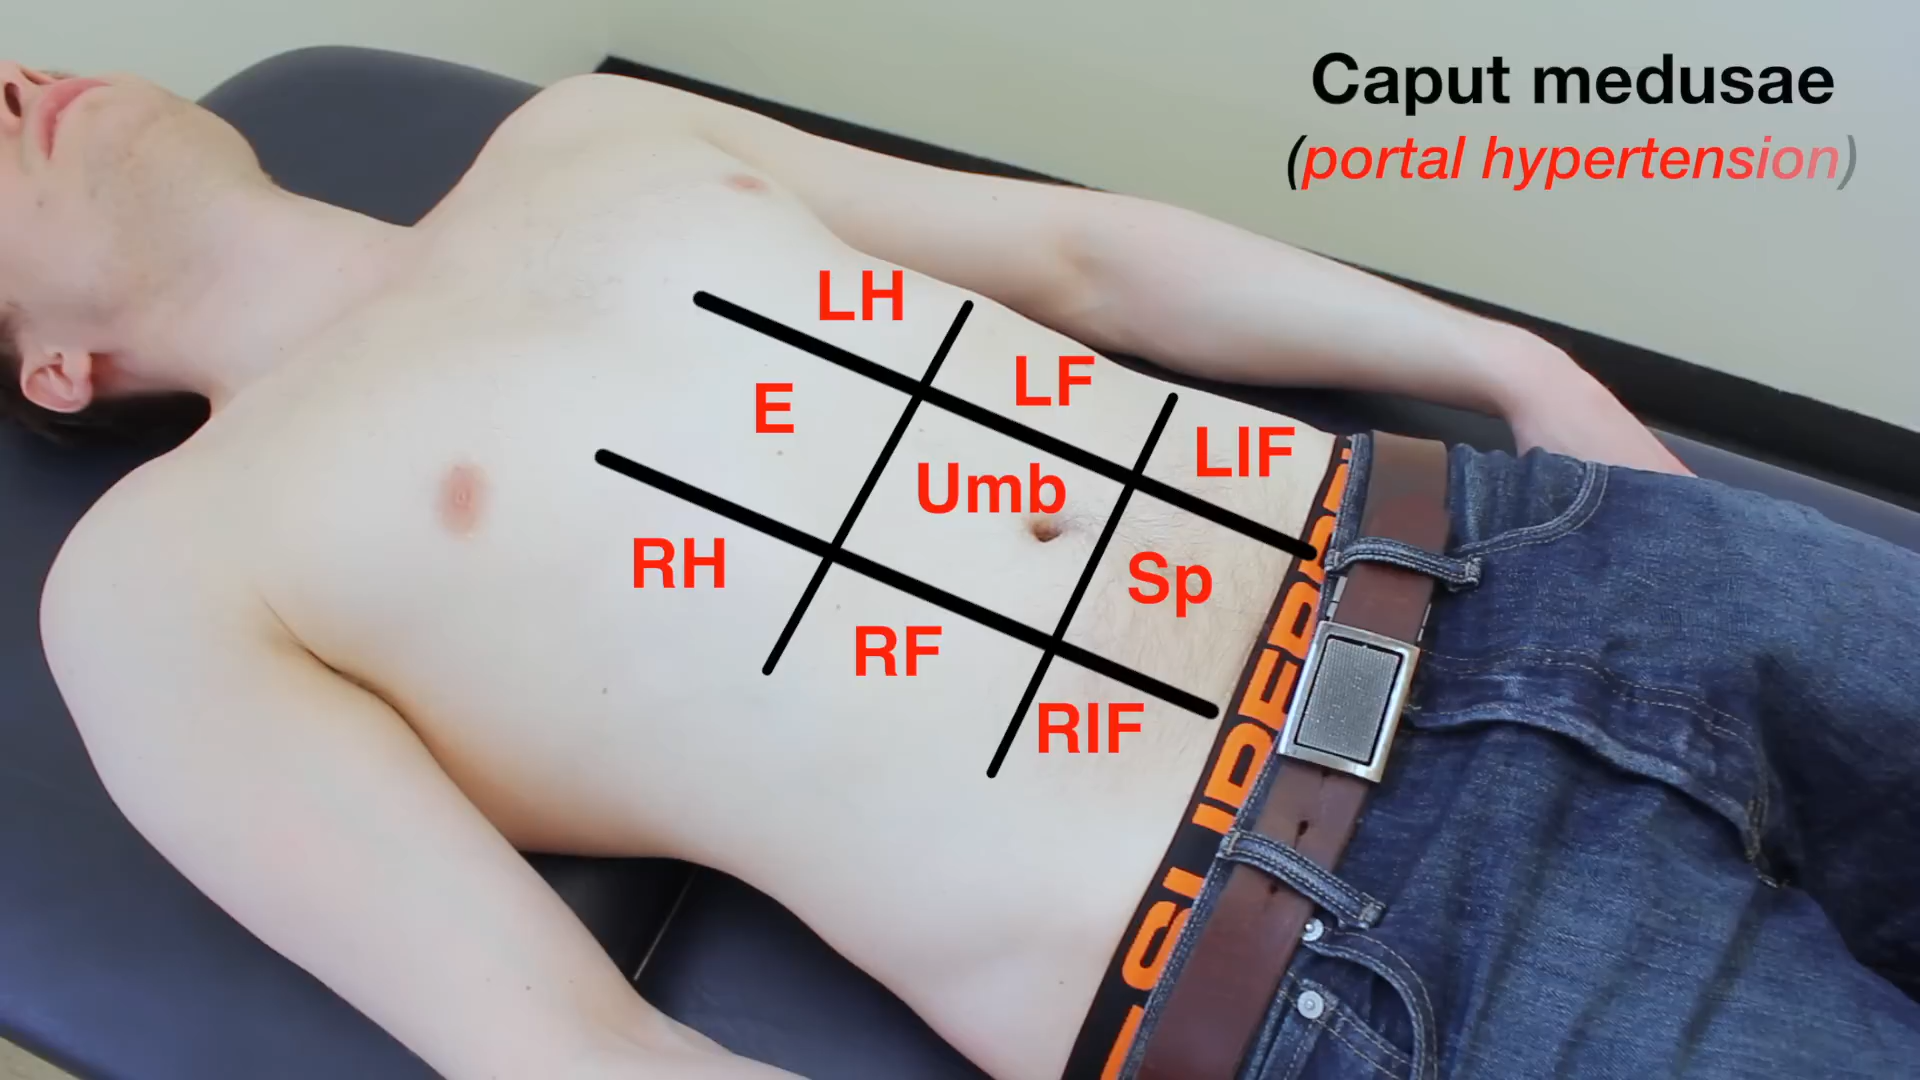 Caput medusae
(portal hypertension)
LH
LF
LIF
E
Umb
Sp
RH
RF
RIF